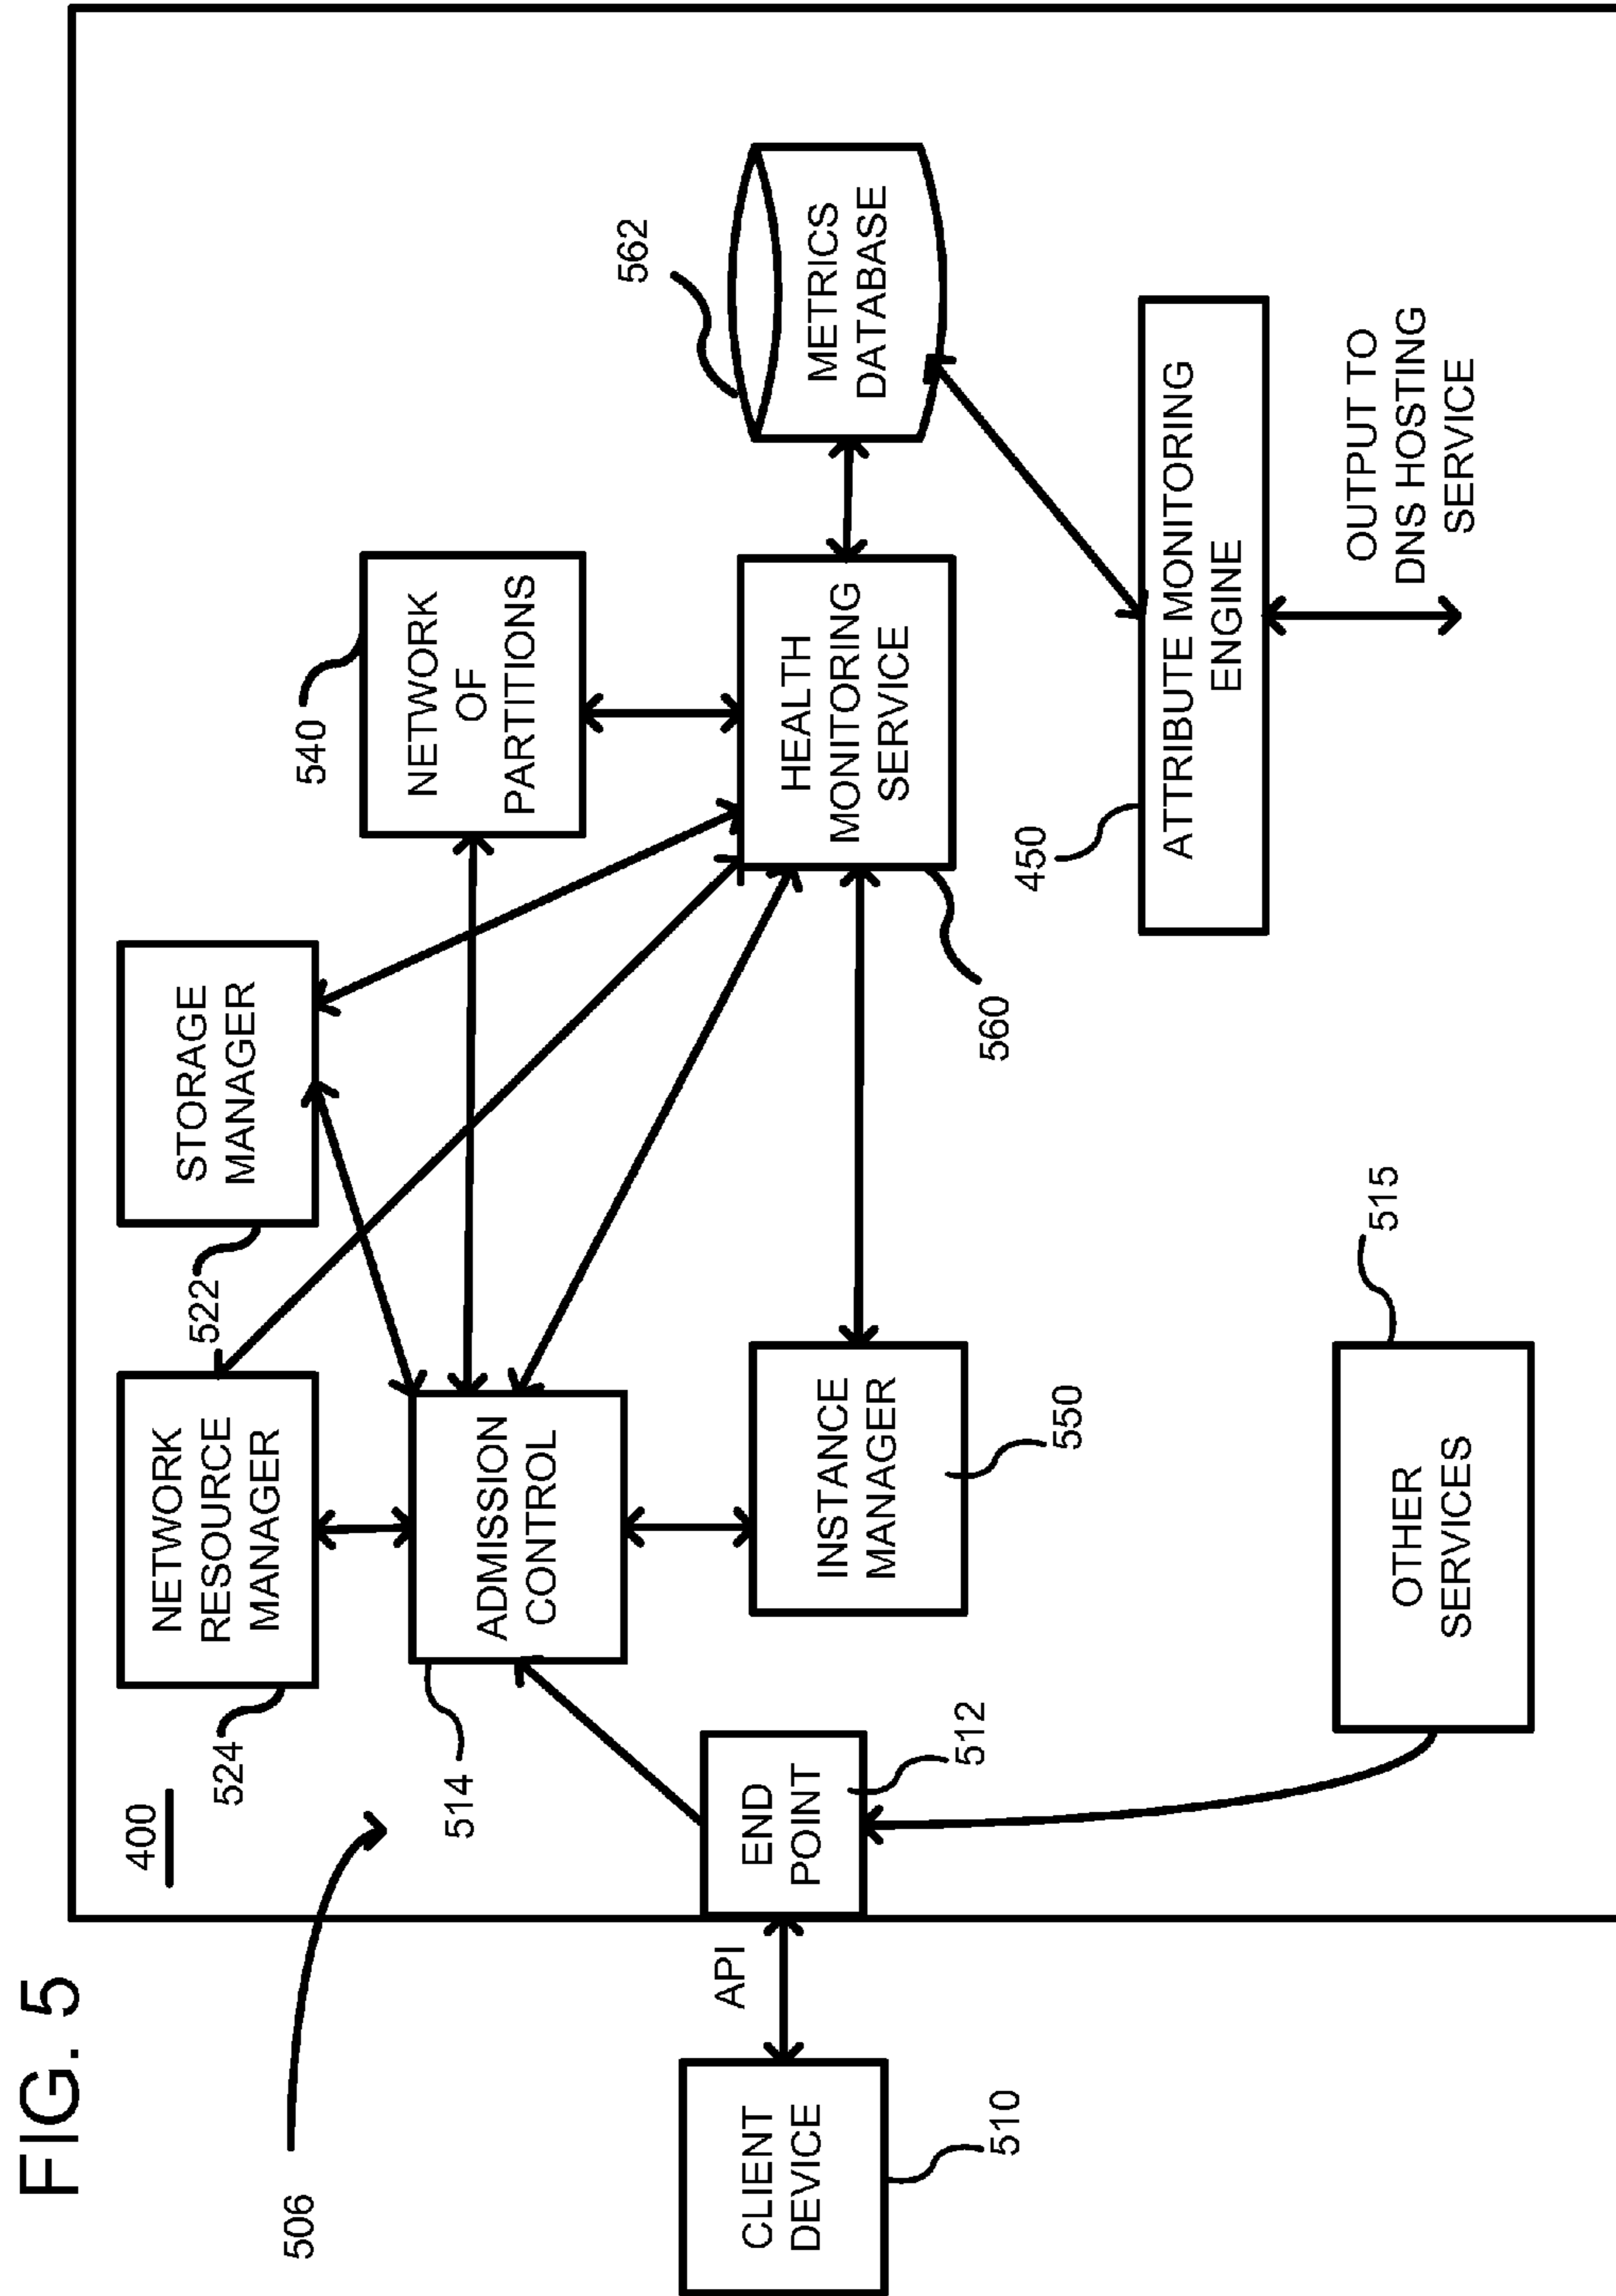 FIG. 5
506
400
524
NETWORK
RESOURCE
MANAGER
522
STORAGE
MANAGER
540
NETWORK
OF
PARTITIONS
562
METRICS
DATABASE
514
ADMISSION
CONTROL
HEALTH
MONITORING
SERVICE
560
CLIENT
DEVICE
510
API
END
POINT
512
INSTANCE
MANAGER
550
450
ATTRIBUTE MONITORING
ENGINE
OTHER
SERVICES
515
OUTPUT TO
DNS HOSTING
SERVICE